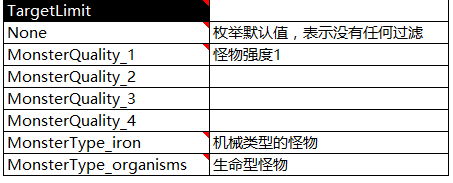 TargetLimit
None 枚举默认值，表示没有任何过滤
MonsterQuality_1 怪物强度1
MonsterQuality_2
MonsterQuality_3
MonsterQuality_4
MonsterType_iron 机械类型的怪物
MonsterType_organisms 生命型怪物